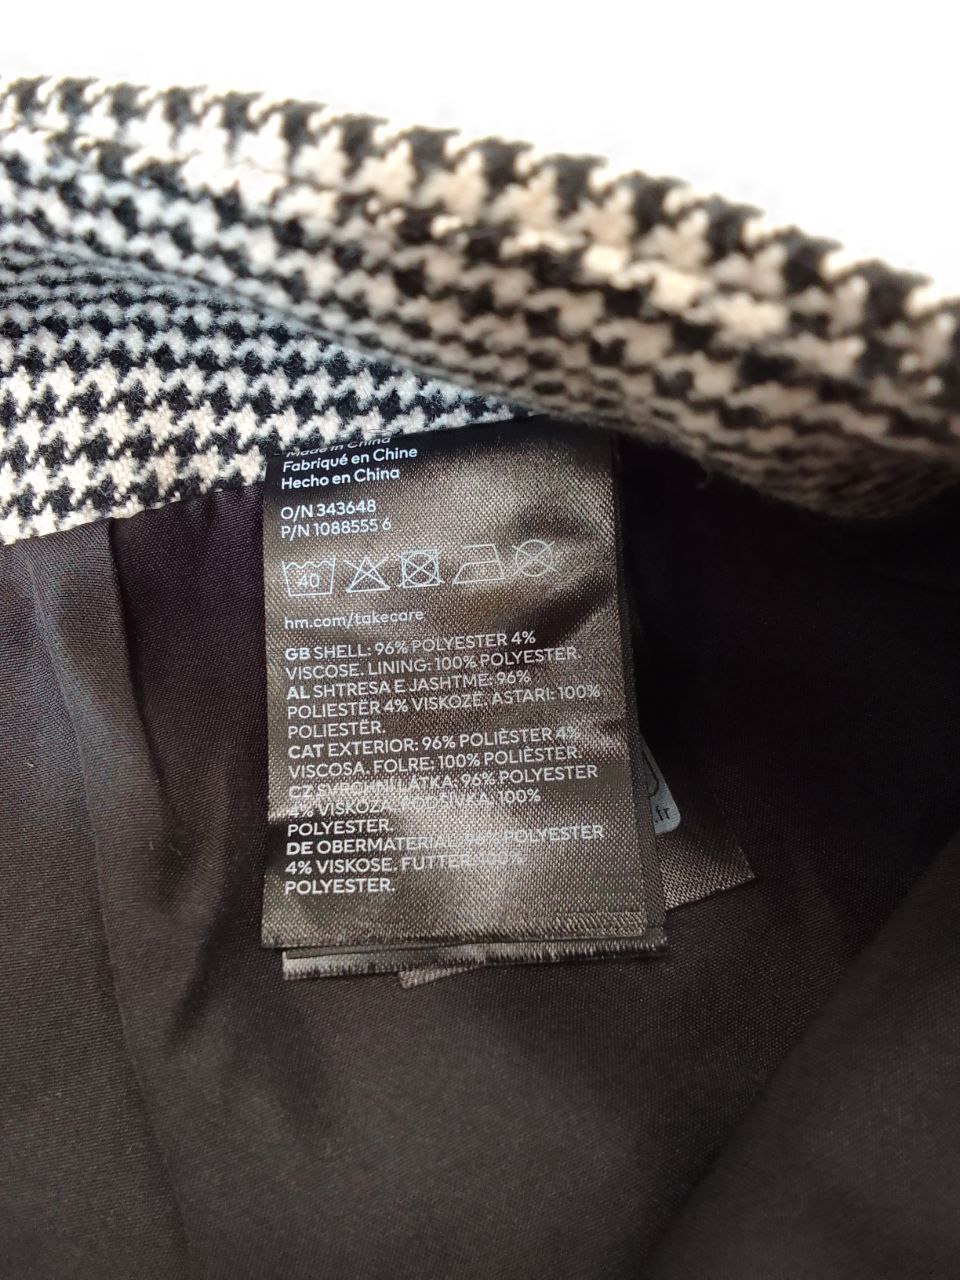 Made in China
Fabriqué en Chine
Hecho en China
O/N 343648
P/N 1088555 6
40
hm.com/takecare
GB SHELL: 96% POLYESTER 4%
VISCOSE. LINING: 100% POLYESTER.
AL SHTRESA E JASHTME: 96%
POLIESTËR 4% VISKOZË. ASTARI: 100%
POLIESTËR.
CAT EXTERIOR: 96% POLIÈSTER 4%
VISCOSA. FOLRE: 100% POLIÈSTER.
CZ SVRCHNÍ LÁTKA: 96% POLYESTER
4% VISKÓZA. PODŠÍVKA: 100%
POLYESTER.
DE OBERMATERIAL: 96% POLYESTER
4% VISKOSE. FUTTER: 100%
POLYESTER.
.fr